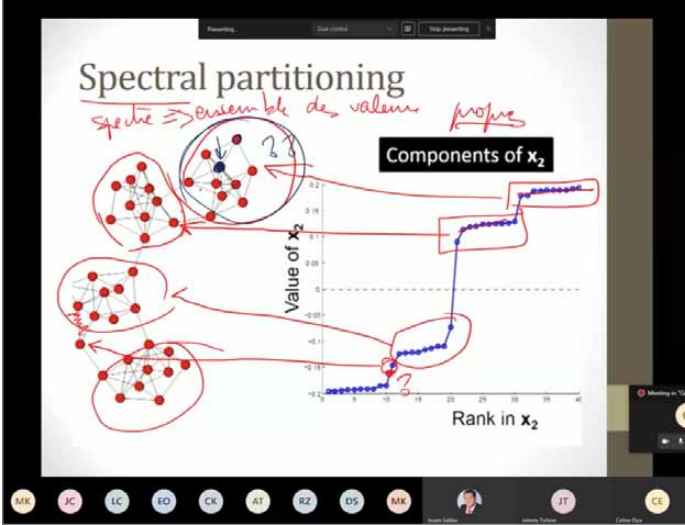 Presenting...
Give control
Stop presenting
Spectral partitioning
spectre => ensemble des valeurs propres
??
Components of x₂
Value of x₂
0.2
0.15
0.1
0.05
0
-0.05
-0.1
-0.15
-0.2
?
0 5 10 15 20 25 30 35 40
Rank in x₂
Meeting in "G
MK JC LC EO CK AT RZ DS MK JT CE